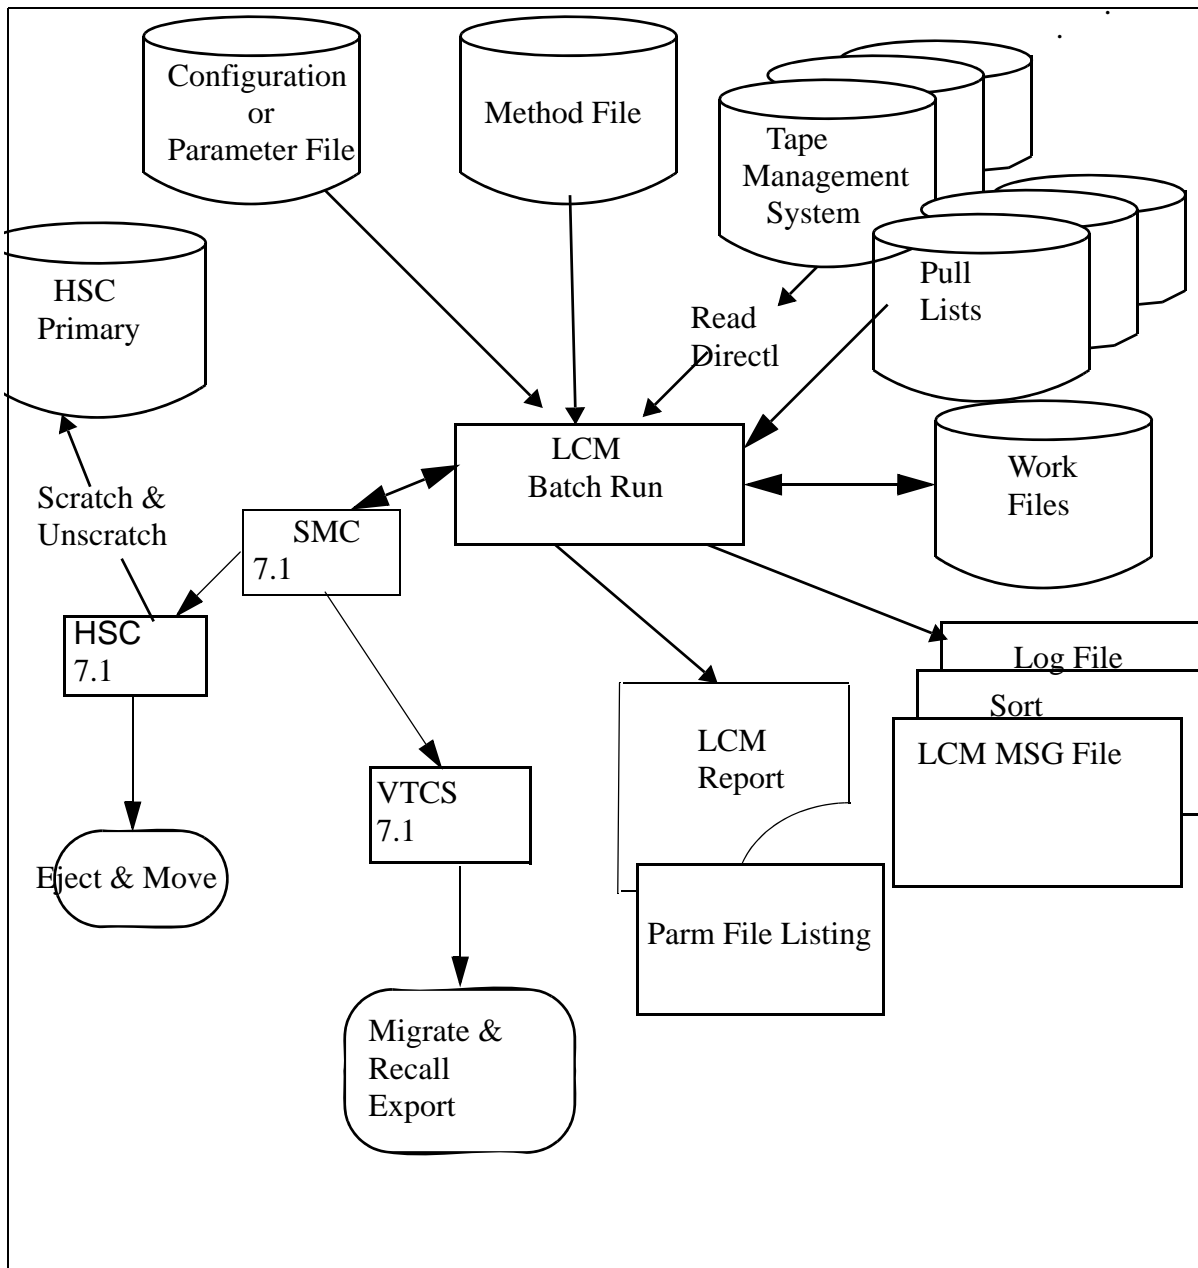 Configuration
or
Parameter File
Method File
Tape
Management
System
Pull
Lists
HSC
Primary
Read
Directl
LCM
Batch Run
Work
Files
Scratch &
Unscratch
SMC
7.1
HSC
7.1
Log File
Sort
LCM MSG File
LCM
Report
VTCS
7.1
Eject & Move
Parm File Listing
Migrate &
Recall
Export